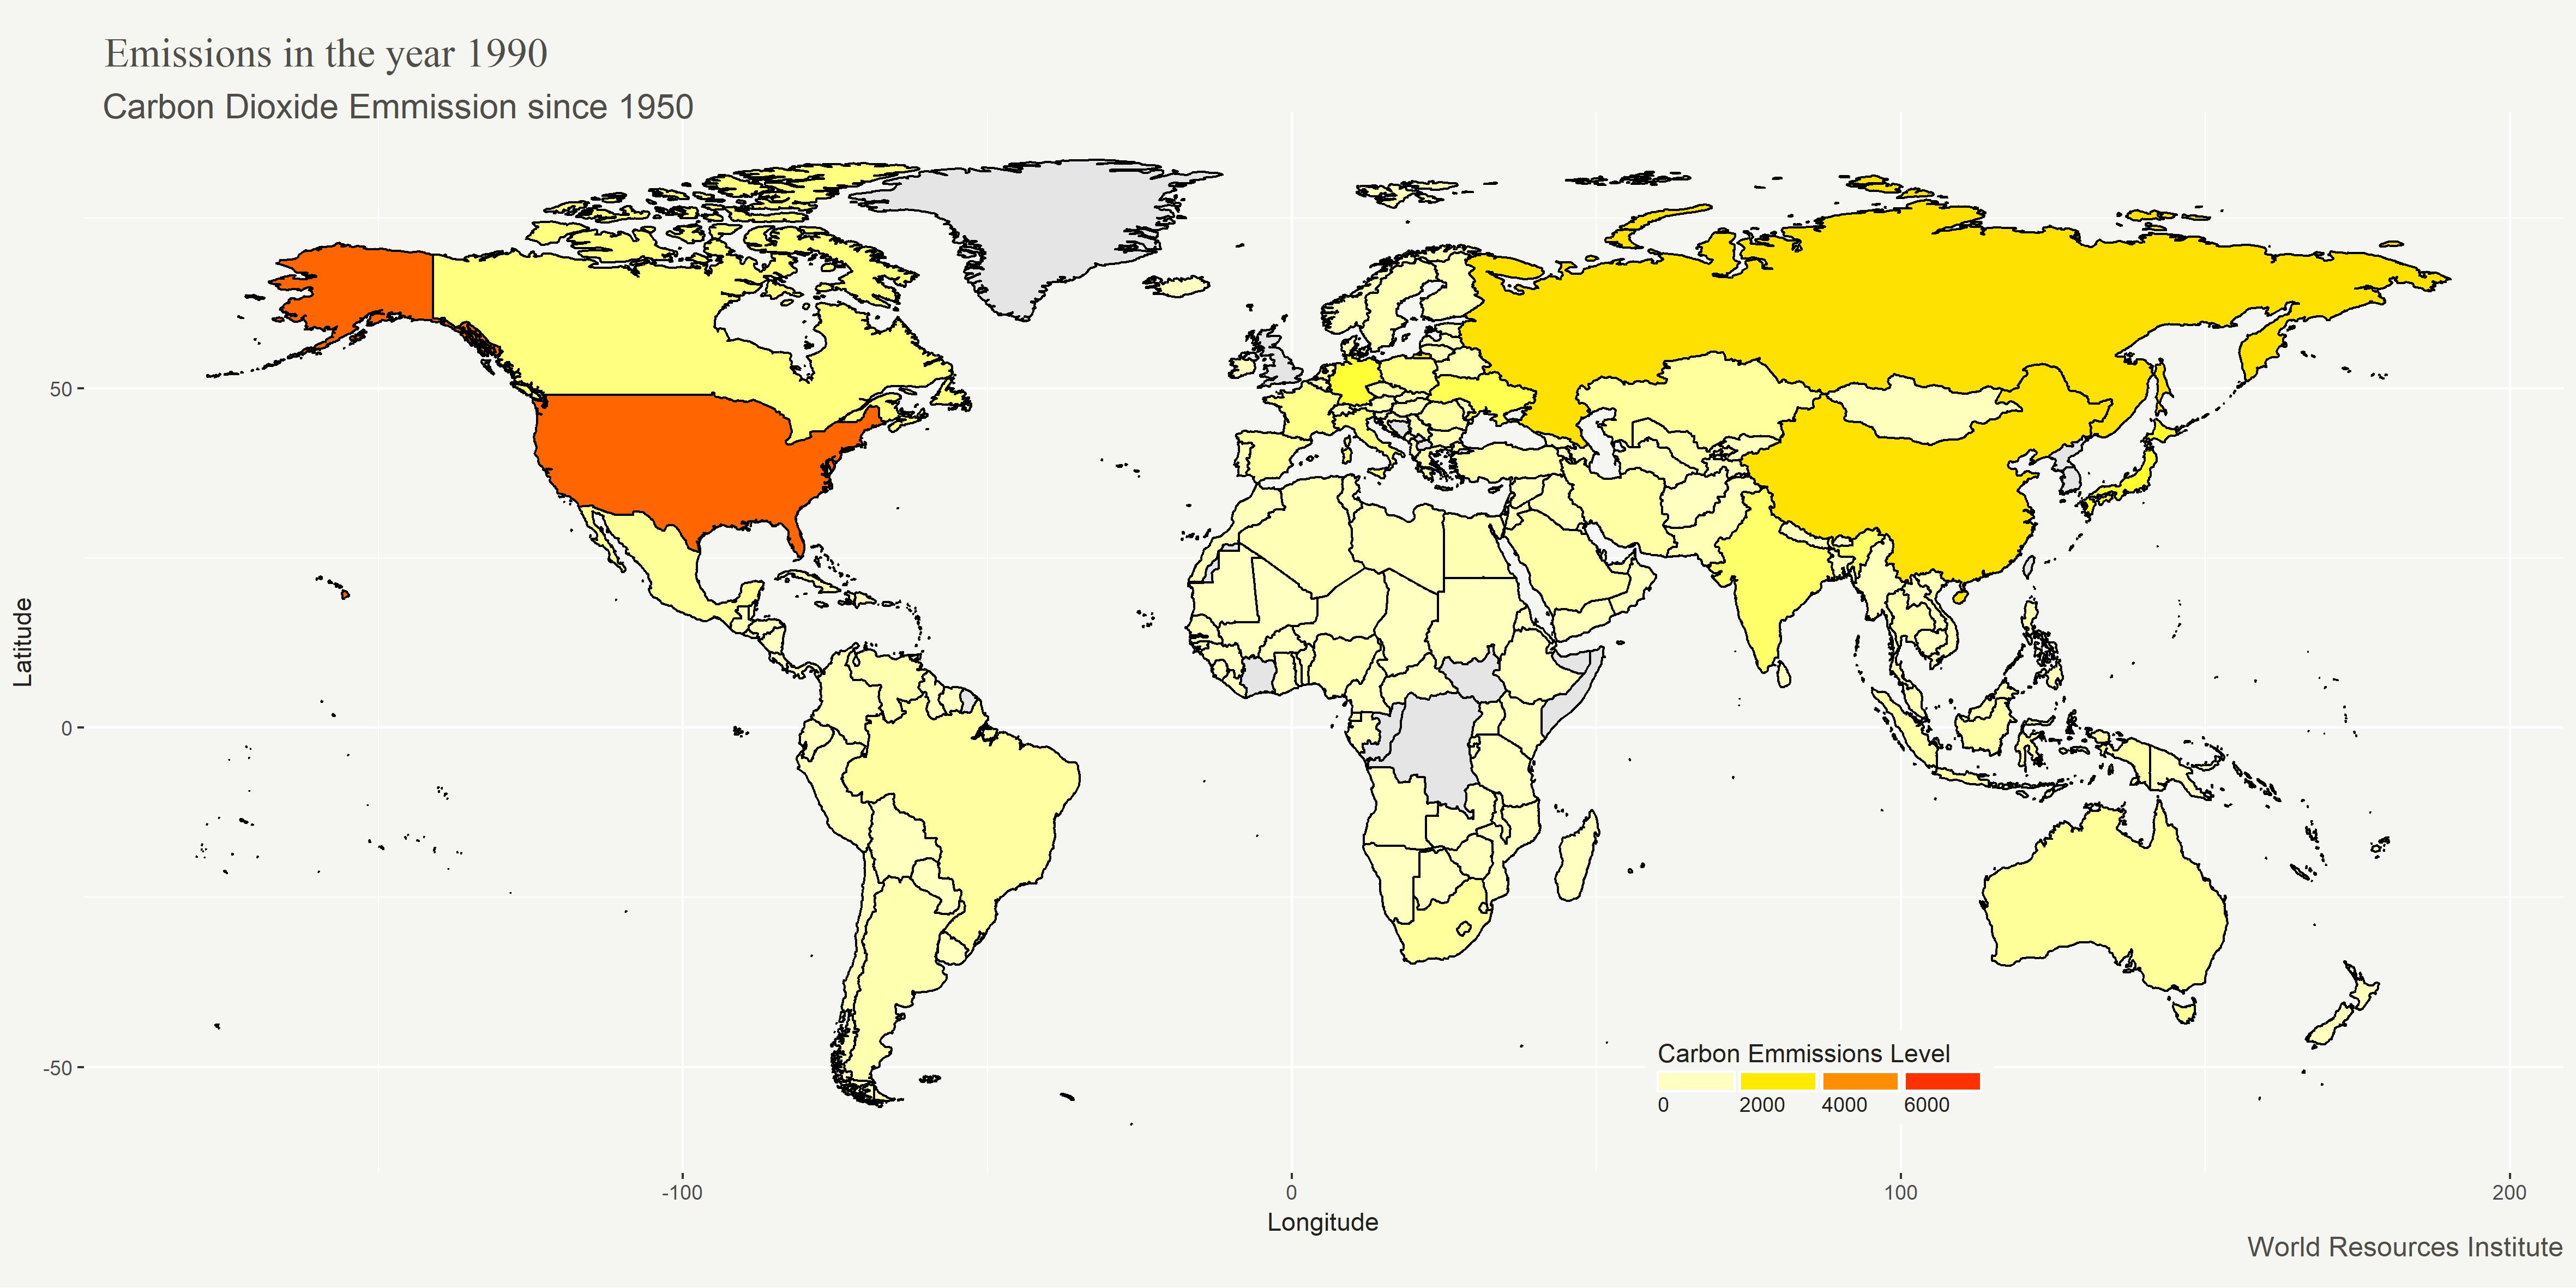 Emissions in the year 1990
Carbon Dioxide Emmission since 1950
Latitude
50
0
-50
Carbon Emmissions Level
0 2000 4000 6000
-100 0 100 200
Longitude
World Resources Institute